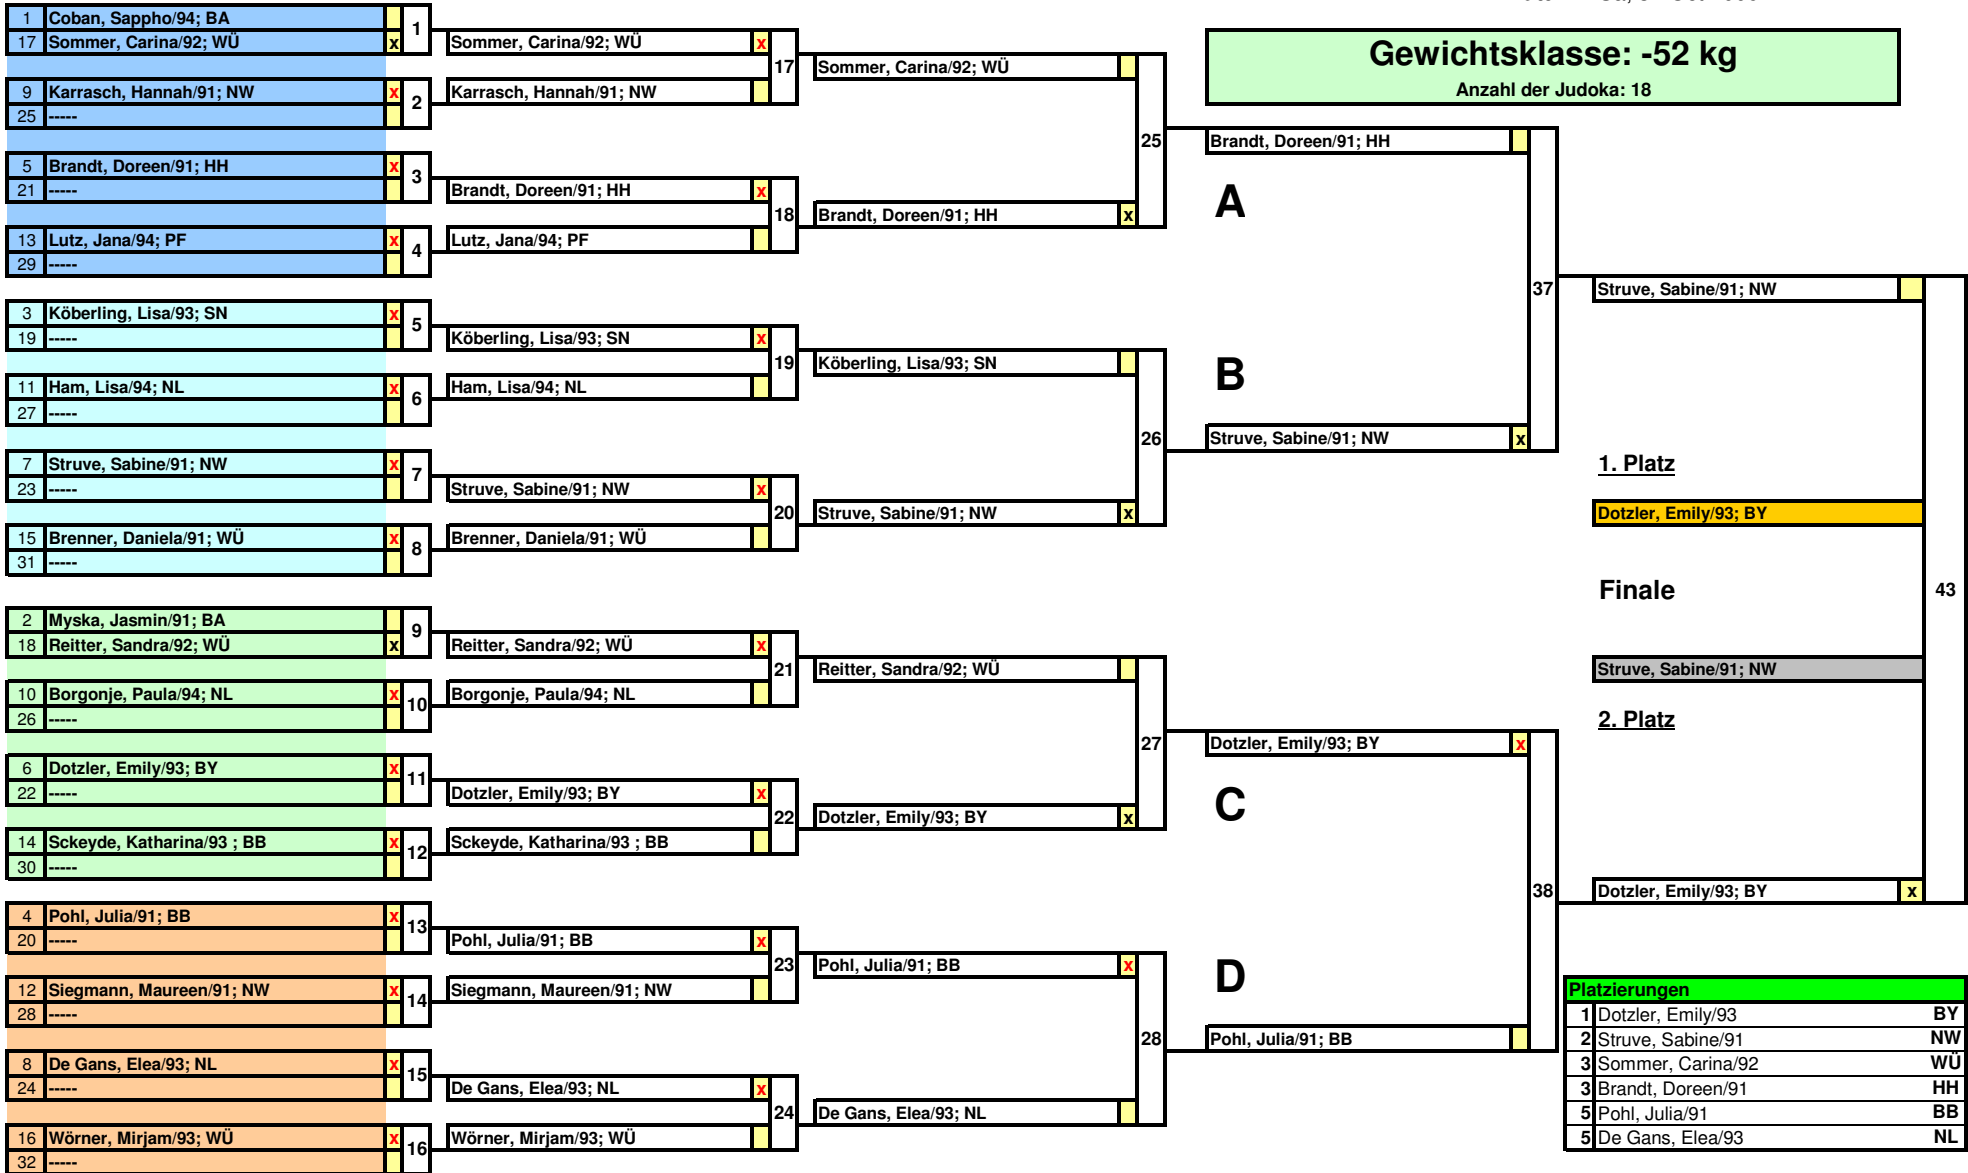 Gewichtsklasse: -52 kg
Anzahl der Judoka: 18
1 Coban, Sappho/94; BA
17 Sommer, Carina/92; WÜ x
1
9 Karrasch, Hannah/91; NW x
25 -----
2
5 Brandt, Doreen/91; HH x
21 -----
3
13 Lutz, Jana/94; PF x
29 -----
4
3 Köberling, Lisa/93; SN x
19 -----
5
11 Ham, Lisa/94; NL x
27 -----
6
7 Struve, Sabine/91; NW x
23 -----
7
15 Brenner, Daniela/91; WÜ x
31 -----
8
2 Myska, Jasmin/91; BA
18 Reitter, Sandra/92; WÜ x
9
10 Borgonje, Paula/94; NL x
26 -----
10
6 Dotzler, Emily/93; BY x
22 -----
11
14 Sckeyde, Katharina/93 ; BB x
30 -----
12
4 Pohl, Julia/91; BB x
20 -----
13
12 Siegmann, Maureen/91; NW x
28 -----
14
8 De Gans, Elea/93; NL x
24 -----
15
16 Wörner, Mirjam/93; WÜ x
32 -----
16
Sommer, Carina/92; WÜ x
Karrasch, Hannah/91; NW
17
Brandt, Doreen/91; HH x
Lutz, Jana/94; PF
18
Köberling, Lisa/93; SN x
Ham, Lisa/94; NL
19
Struve, Sabine/91; NW x
Brenner, Daniela/91; WÜ
20
Reitter, Sandra/92; WÜ x
Borgonje, Paula/94; NL
21
Dotzler, Emily/93; BY x
Sckeyde, Katharina/93 ; BB
22
Pohl, Julia/91; BB x
Siegmann, Maureen/91; NW
23
De Gans, Elea/93; NL x
Wörner, Mirjam/93; WÜ
24
Sommer, Carina/92; WÜ
Brandt, Doreen/91; HH x
25
Köberling, Lisa/93; SN
Struve, Sabine/91; NW x
26
Reitter, Sandra/92; WÜ
Dotzler, Emily/93; BY x
27
Pohl, Julia/91; BB x
De Gans, Elea/93; NL
28
Brandt, Doreen/91; HH
A
B
Struve, Sabine/91; NW x
37
Dotzler, Emily/93; BY x
C
D
Pohl, Julia/91; BB
38
Struve, Sabine/91; NW
1. Platz
Dotzler, Emily/93; BY
Finale
43
Struve, Sabine/91; NW
2. Platz
Dotzler, Emily/93; BY x
Platzierungen
1 Dotzler, Emily/93 BY
2 Struve, Sabine/91 NW
3 Sommer, Carina/92 WÜ
3 Brandt, Doreen/91 HH
5 Pohl, Julia/91 BB
5 De Gans, Elea/93 NL